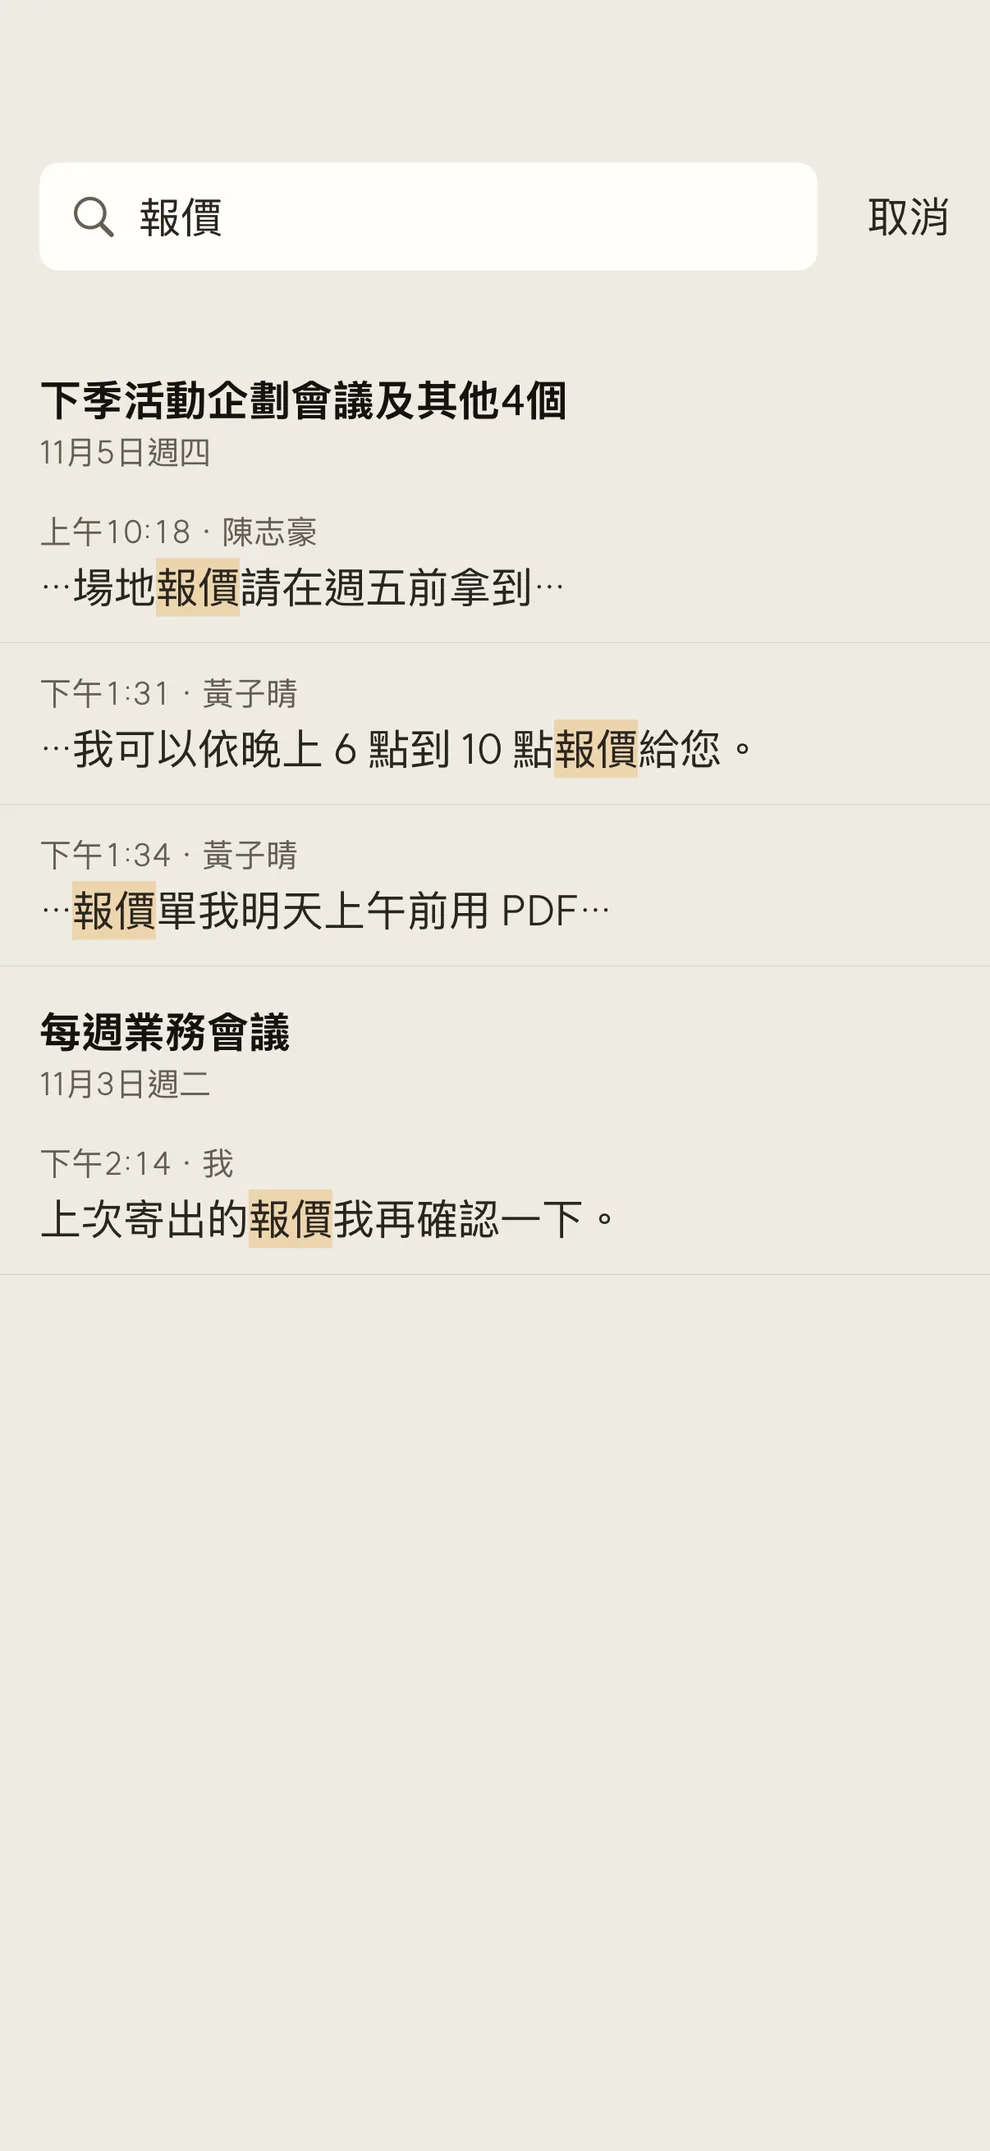 報價
取消
下季活動企劃會議及其他4個
11月5日週四
上午10:18 · 陳志豪
…場地報價請在週五前拿到…
下午1:31 · 黃子晴
…我可以依晚上 6 點到 10 點報價給您。
下午1:34 · 黃子晴
…報價單我明天上午前用 PDF…
每週業務會議
11月3日週二
下午2:14 · 我
上次寄出的報價我再確認一下。